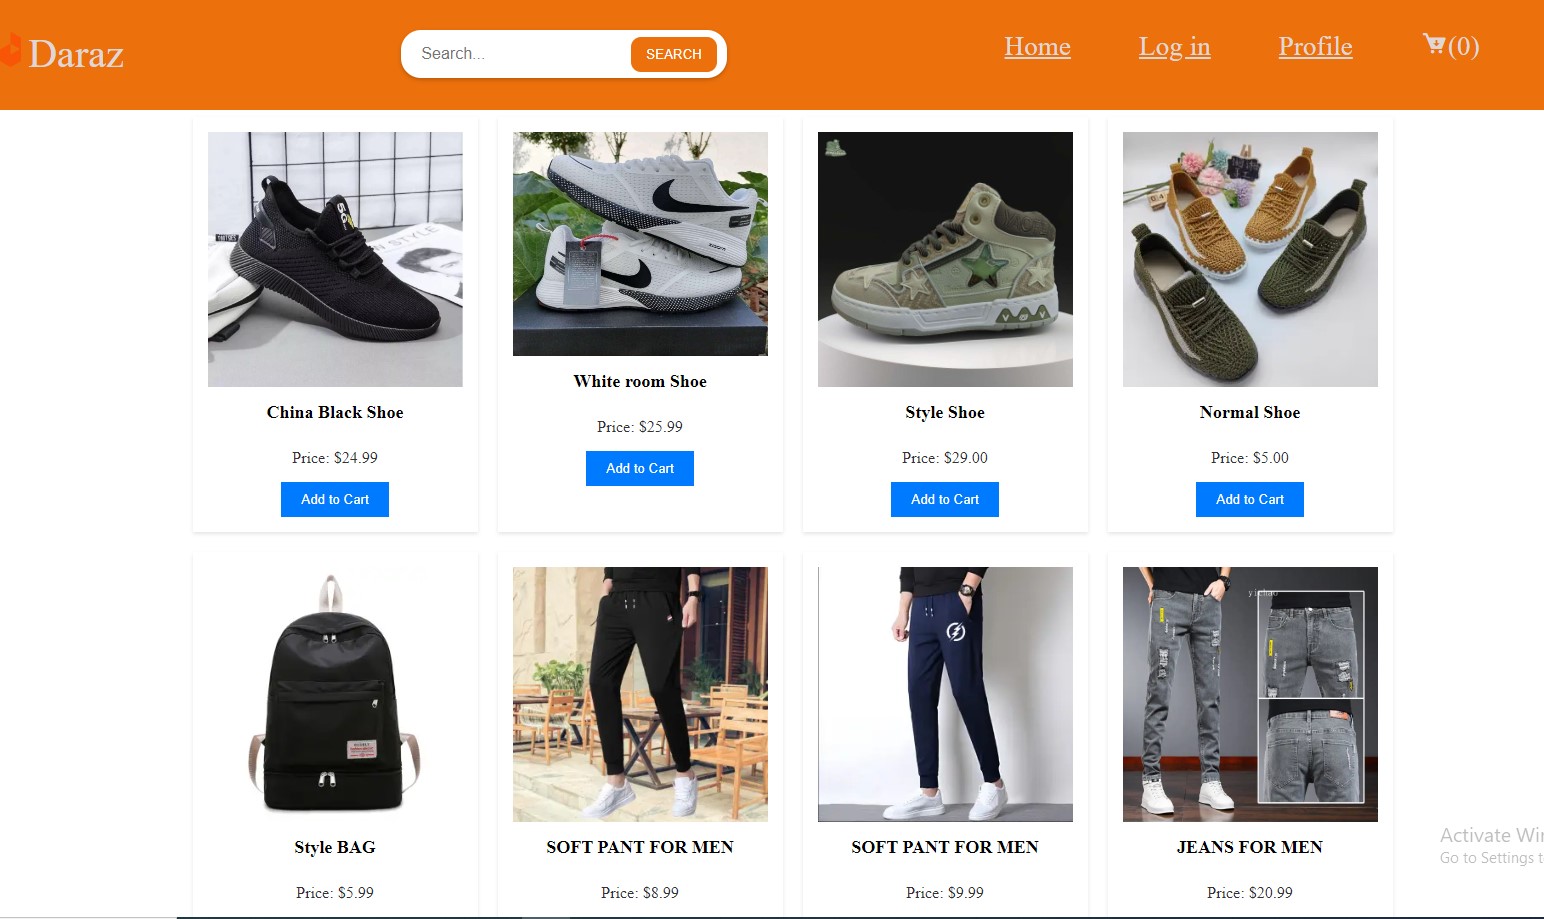 Daraz
Search...
SEARCH
Home
Log in
Profile
(0)
China Black Shoe
Price: $24.99
Add to Cart
White room Shoe
Price: $25.99
Add to Cart
Style Shoe
Price: $29.00
Add to Cart
Normal Shoe
Price: $5.00
Add to Cart
Style BAG
Price: $5.99
SOFT PANT FOR MEN
Price: $8.99
SOFT PANT FOR MEN
Price: $9.99
yichao
JEANS FOR MEN
Price: $20.99
Activate Win
Go to Settings t